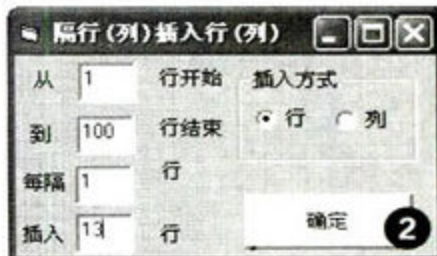 隔行(列)插入行(列)
从 1 行开始
到 100 行结束
每隔 1 行
插入 13 行
插入方式
行 列
确定
2